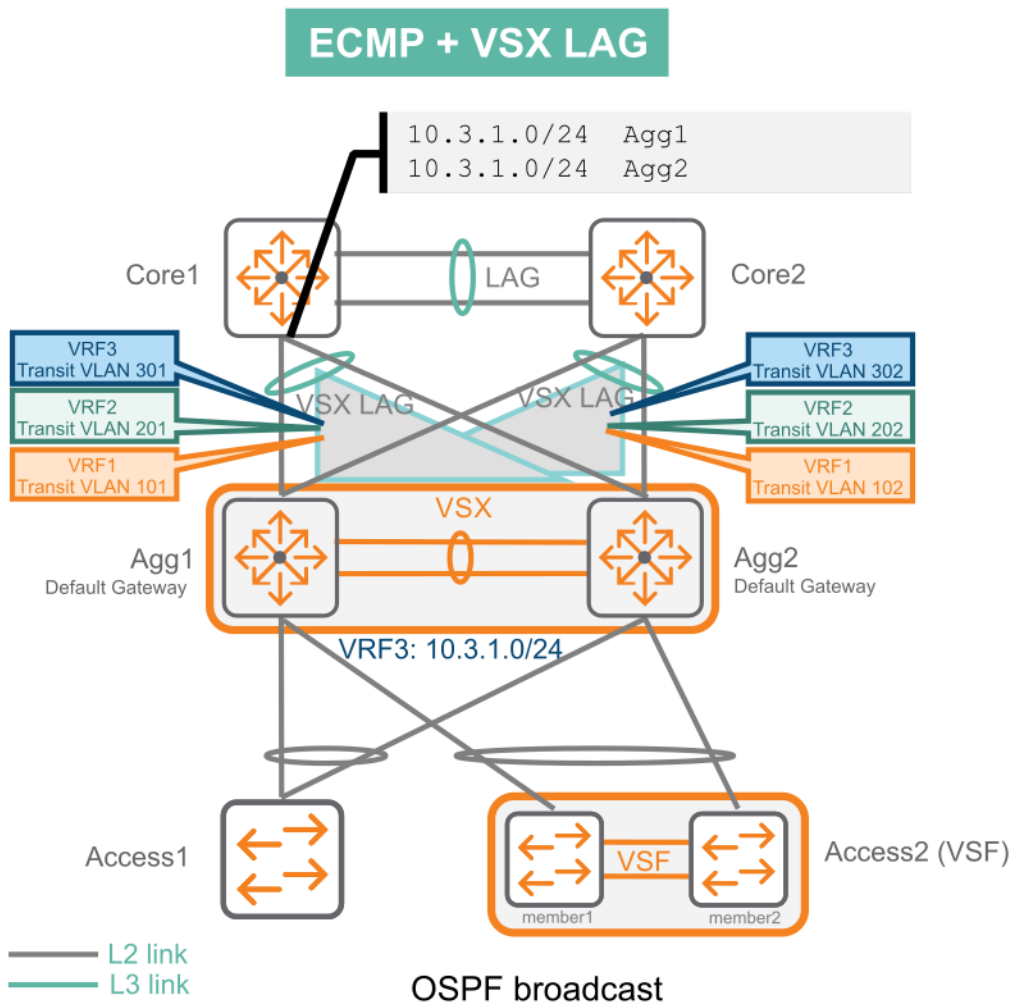 ECMP + VSX LAG
10.3.1.0/24 Agg1
10.3.1.0/24 Agg2
Core1
LAG
Core2
VRF3
Transit VLAN 301
VRF2
Transit VLAN 201
VRF1
Transit VLAN 101
VSX LAG
VSX LAG
VRF3
Transit VLAN 302
VRF2
Transit VLAN 202
VRF1
Transit VLAN 102
VSX
Agg1
Default Gateway
Agg2
Default Gateway
VRF3: 10.3.1.0/24
Access1
VSF
member1
member2
Access2 (VSF)
L2 link
L3 link
OSPF broadcast